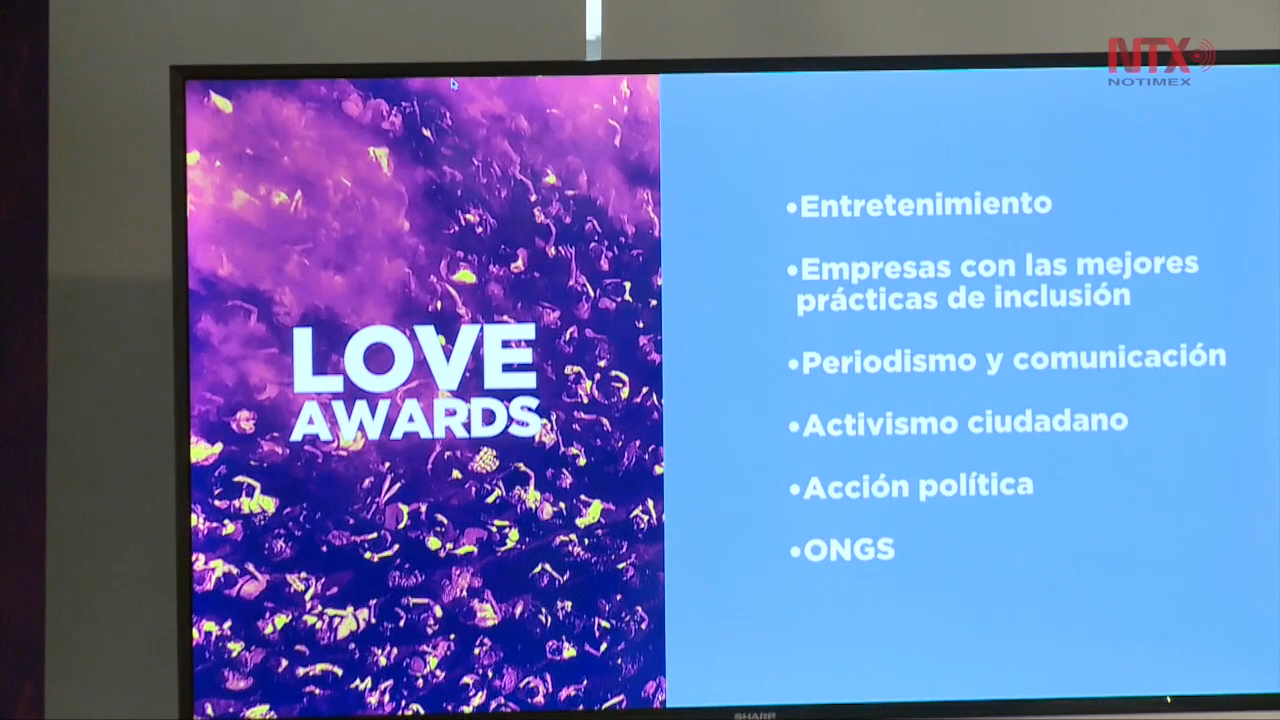 NTX
NOTIMEX
LOVE
AWARDS
•Entretenimiento
•Empresas con las mejores
prácticas de inclusión
•Periodismo y comunicación
•Activismo ciudadano
•Acción política
•ONGS
SHARP